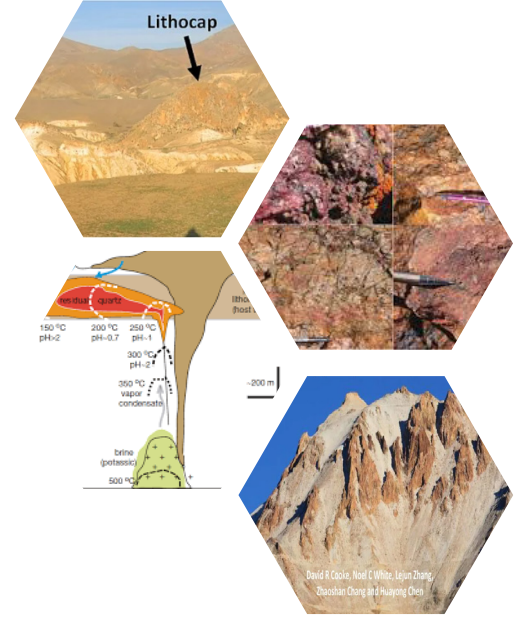 Lithocap
residual quartz
150 °C
pH>2
200 °C
pH~0.7
250 °C
pH~1
(host
300 °C
pH~2
350 °C
vapor
condensate
~200 m
brine
(potassic)
500 °C
David R Cooke, Noel C White, Lejun Zhang,
Zhaoshan Chang and Huayong Chen